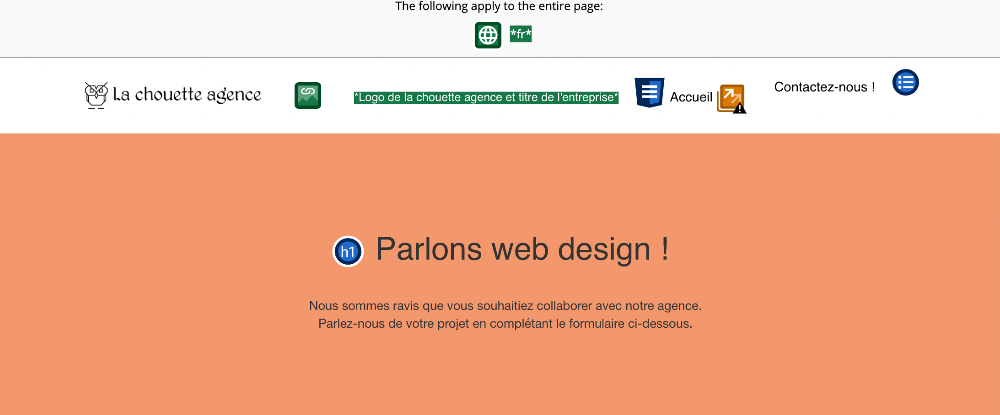 The following apply to the entire page:
*fr*
La chouette agence
*Logo de la chouette agence et titre de l'entreprise*
Accueil
Contactez-nous !
h1
Parlons web design !
Nous sommes ravis que vous souhaitiez collaborer avec notre agence.
Parlez-nous de votre projet en complétant le formulaire ci-dessous.